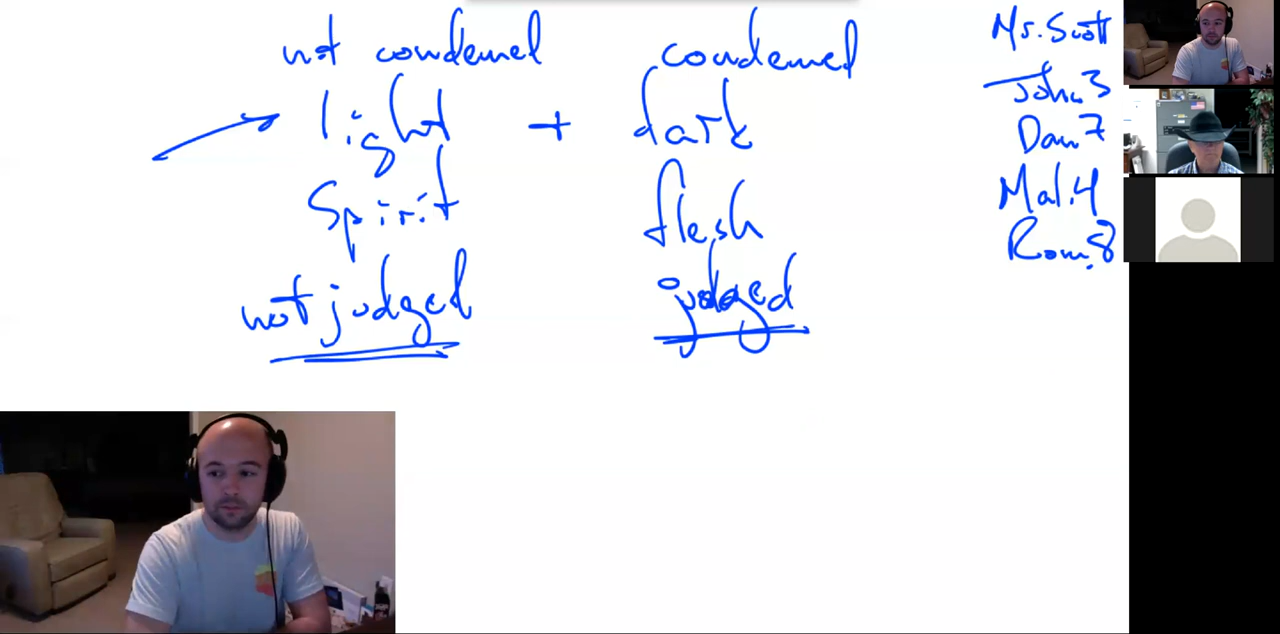 not condemed condemed
light + dark
Spirit flesh
not judged judged
Mr. Scott
John 3
Dan 7
Mal. 4
Rom. 8